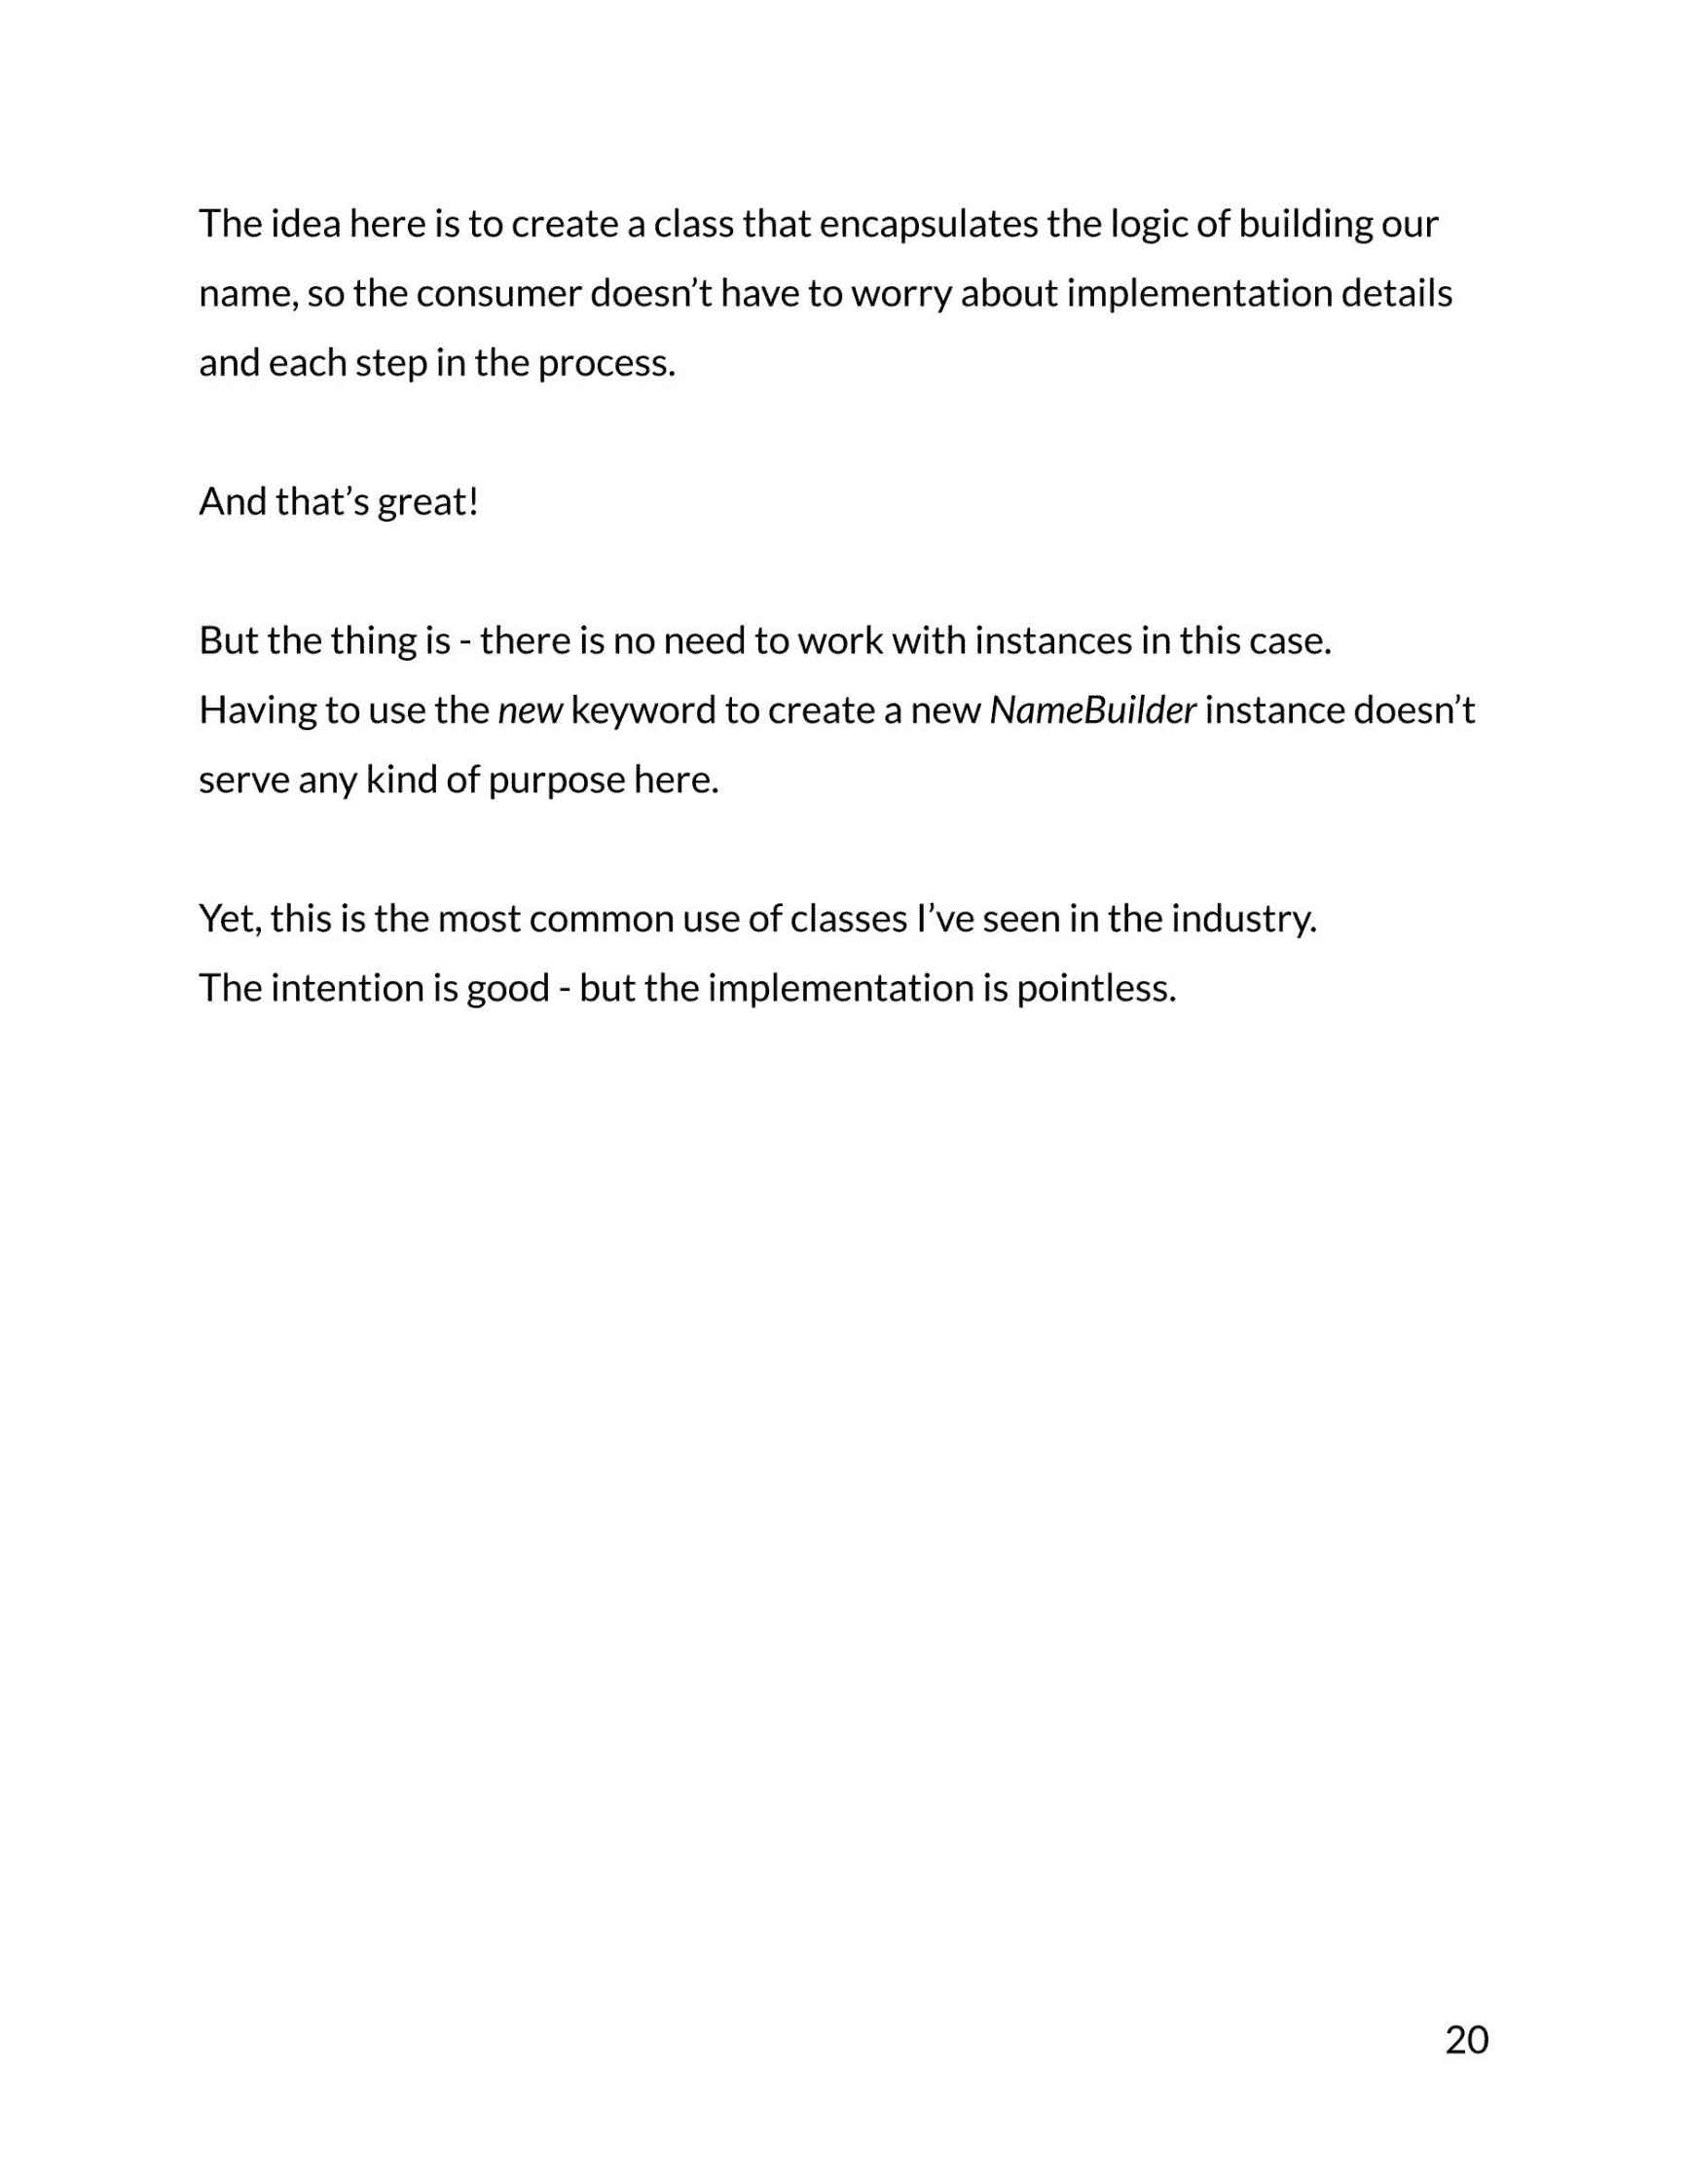 The idea here is to create a class that encapsulates the logic of building our
name, so the consumer doesn’t have to worry about implementation details
and each step in the process.
And that’s great!
But the thing is - there is no need to work with instances in this case.
Having to use the new keyword to create a new NameBuilder instance doesn’t
serve any kind of purpose here.
Yet, this is the most common use of classes I’ve seen in the industry.
The intention is good - but the implementation is pointless.
20